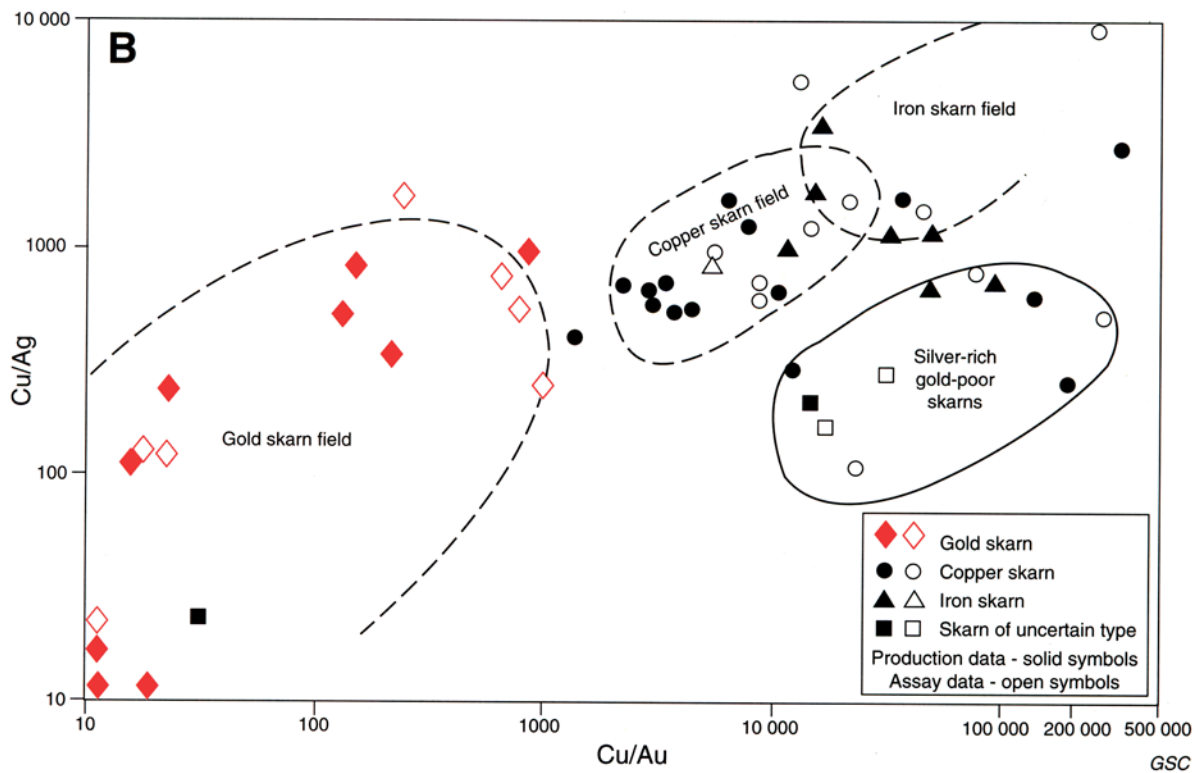 B
10 000
1000
100
10
Cu/Ag
Iron skarn field
Copper skarn field
Gold skarn field
Silver-rich
gold-poor
skarns
Gold skarn
Copper skarn
Iron skarn
Skarn of uncertain type
Production data - solid symbols
Assay data - open symbols
10
100
1000
10 000
100 000
200 000
500 000
Cu/Au
GSC